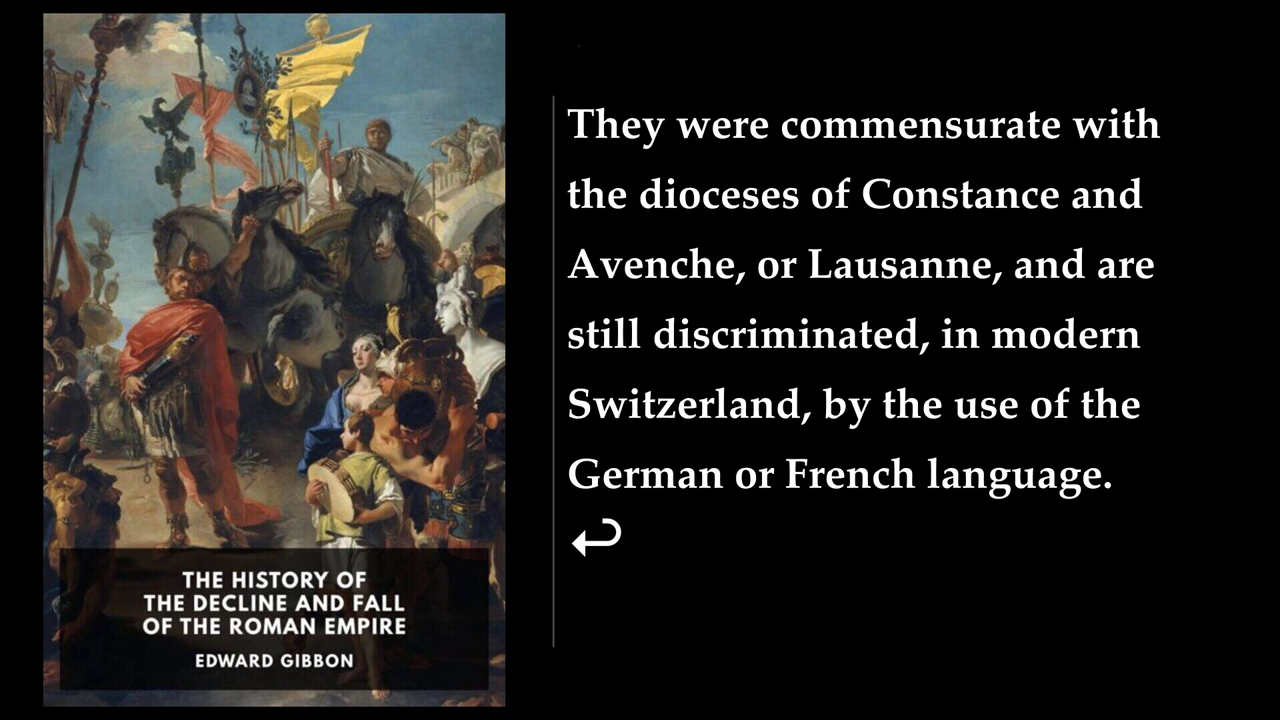 THE HISTORY OF
THE DECLINE AND FALL
OF THE ROMAN EMPIRE
EDWARD GIBBON
They were commensurate with
the dioceses of Constance and
Avenche, or Lausanne, and are
still discriminated, in modern
Switzerland, by the use of the
German or French language.
↩